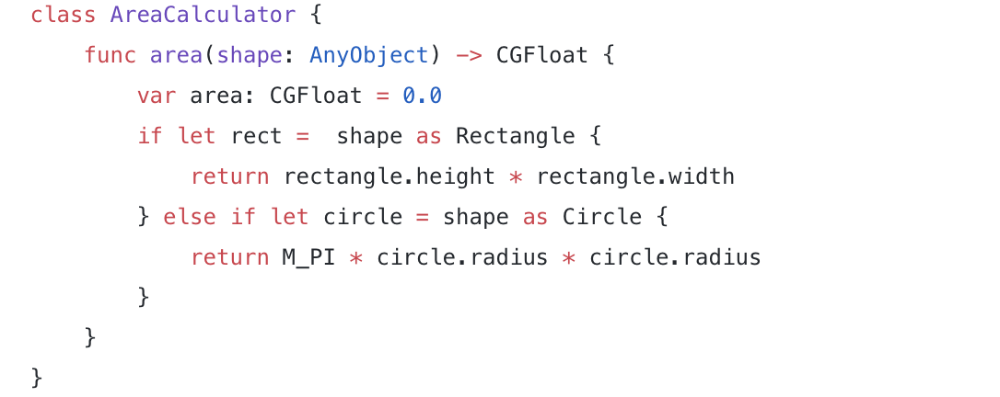 class AreaCalculator {
    func area(shape: AnyObject) -> CGFloat {
        var area: CGFloat = 0.0
        if let rect =  shape as Rectangle {
            return rectangle.height * rectangle.width
        } else if let circle = shape as Circle {
            return M_PI * circle.radius * circle.radius
        }
    }
}